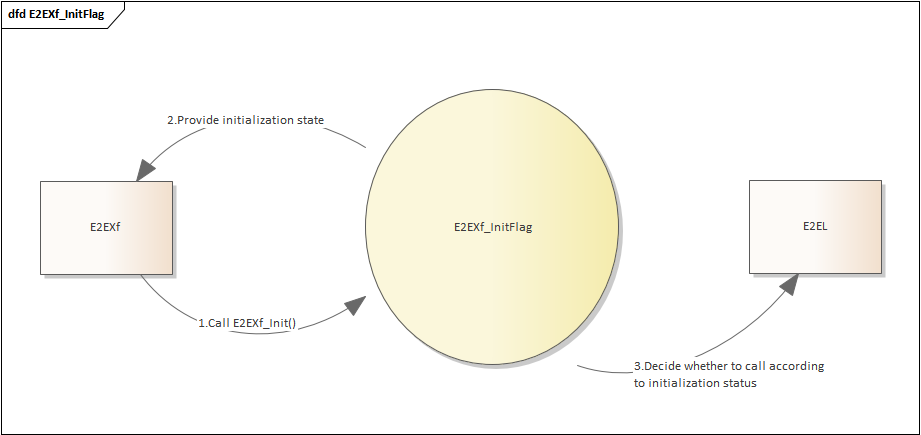 dfd E2EXf_InitFlag
2.Provide initialization state
E2EXf
E2EXf_InitFlag
E2EL
1.Call E2EXf_Init()
3.Decide whether to call according
to initialization status